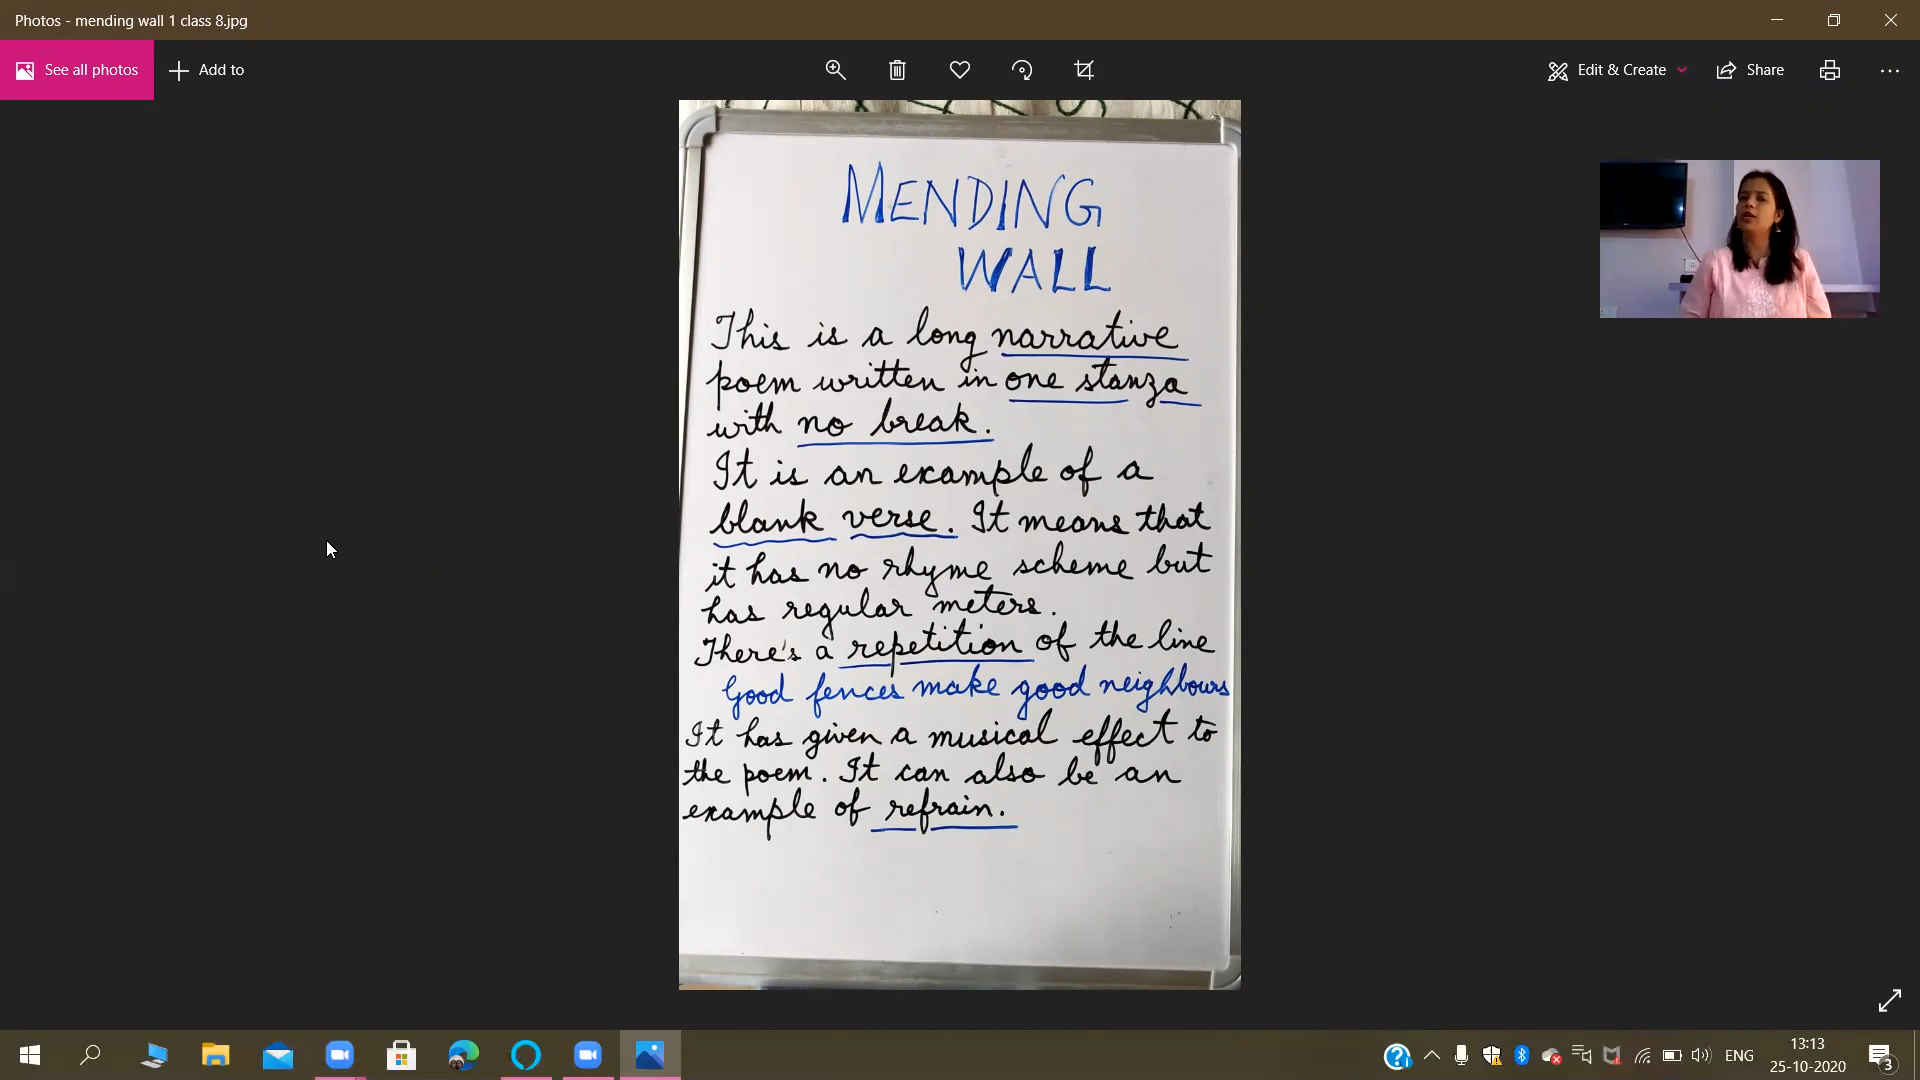 Photos - mending wall 1 class 8.jpg
See all photos
Add to
Edit & Create
Share
MENDING
WALL
This is a long narrative
poem written in one stanza
with no break.
It is an example of a
blank verse. It means that
it has no rhyme scheme but
has regular meters.
There's a repetition of the line
Good fences make good neighbours
It has given a musical effect to
the poem. It can also be an
example of refrain.
ENG
13:13
25-10-2020
3